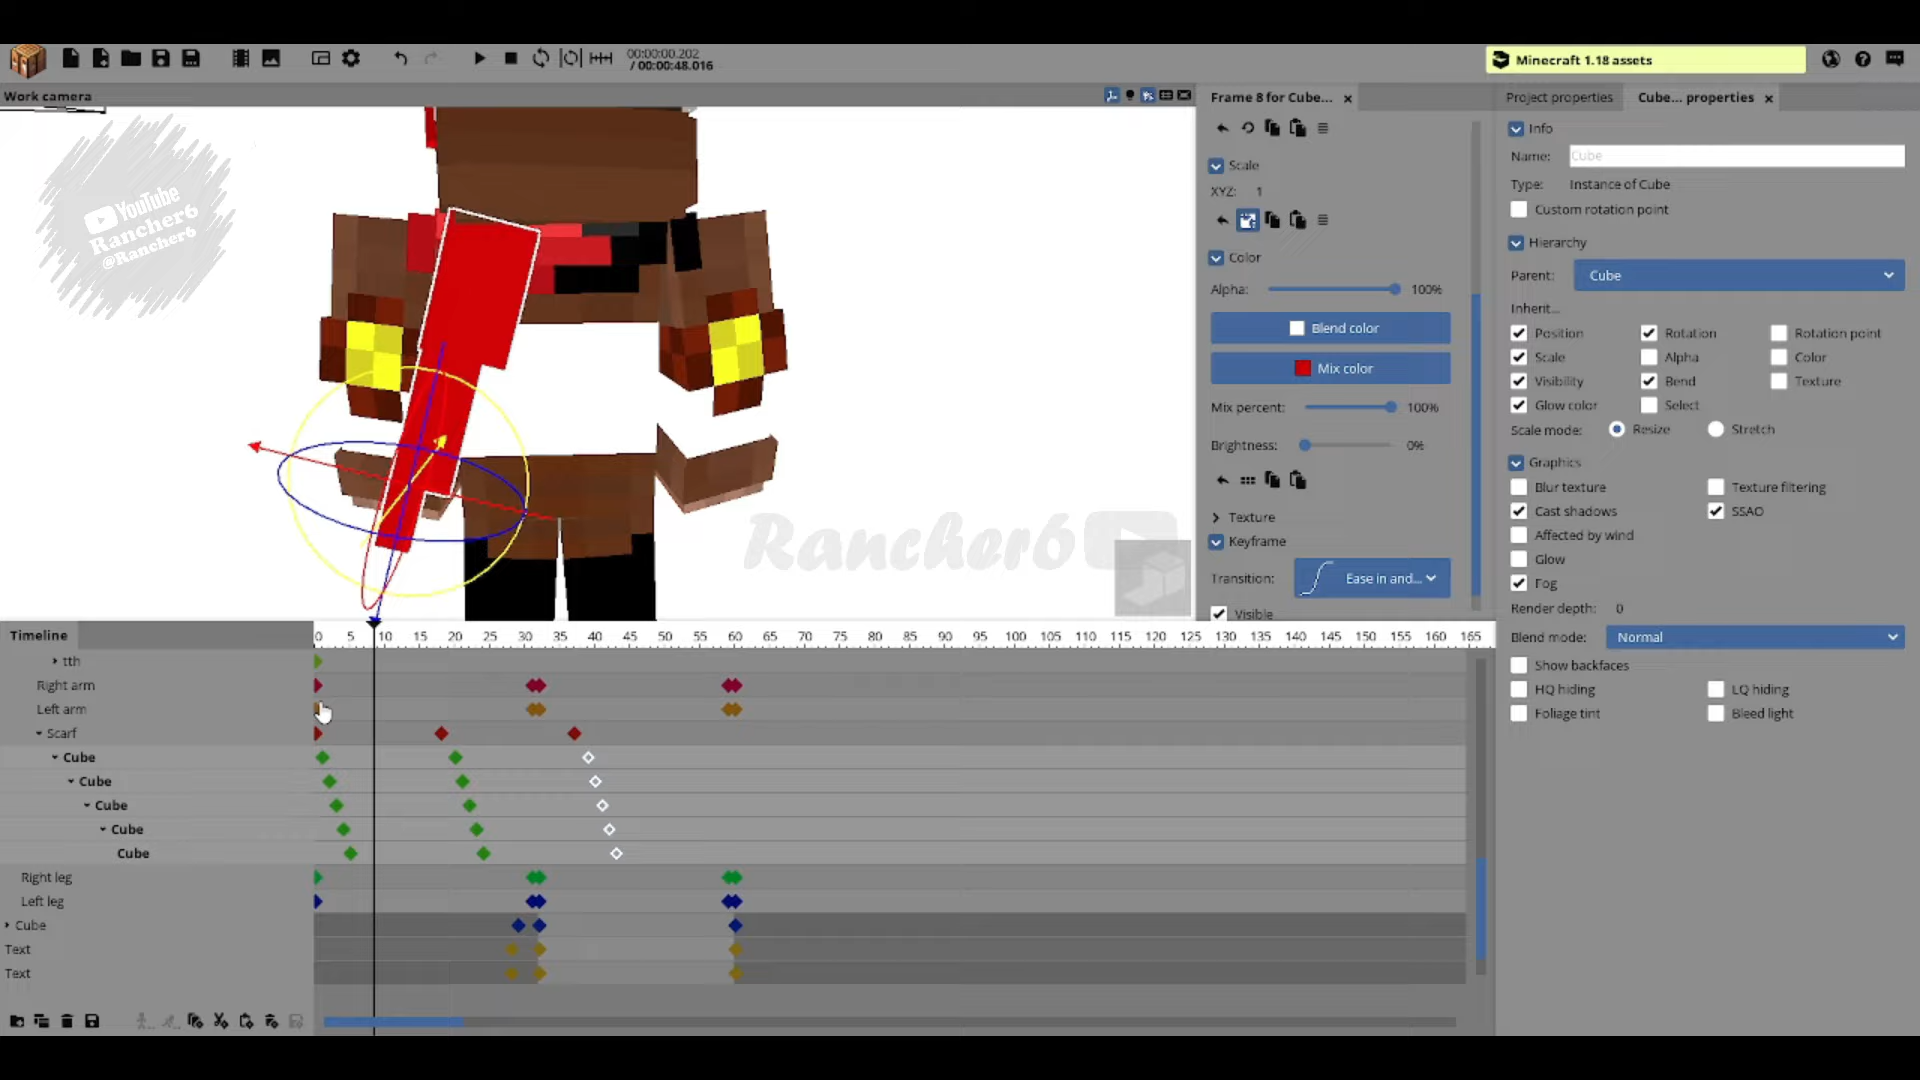 00:00:00.202
/ 00:00:48.016
Minecraft 1.18 assets
Work camera
Frame 8 for Cube...
Project properties
Cube... properties
YouTube
Rancher6
@Rancher6
Rancher6
Scale
XYZ: 1
Color
Alpha: 100%
Blend color
Mix color
Mix percent: 100%
Brightness: 0%
Texture
Keyframe
Transition: Ease in and...
Visible
Info
Name: Cube
Type: Instance of Cube
Custom rotation point
Hierarchy
Parent: Cube
Inherit...
Position Rotation Rotation point
Scale Alpha Color
Visibility Bend Texture
Glow color Select
Scale mode: Resize Stretch
Graphics
Blur texture Texture filtering
Cast shadows SSAO
Affected by wind
Glow
Fog
Render depth: 0
Blend mode: Normal
Show backfaces
HQ hiding LQ hiding
Foliage tint Bleed light
Timeline
0 5 10 15 20 25 30 35 40 45 50 55 60 65 70 75 80 85 90 95 100 105 110 115 120 125 130 135 140 145 150 155 160 165
tth
Right arm
Left arm
Scarf
Cube
Cube
Cube
Cube
Cube
Right leg
Left leg
Cube
Text
Text